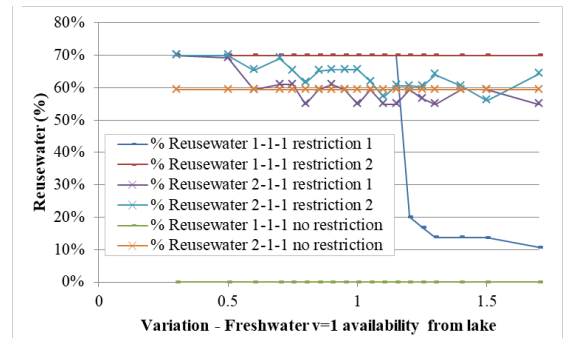 80%
70%
60%
50%
40%
30%
20%
10%
0%
Reusewater (%)
% Reusewater 1-1-1 restriction 1
% Reusewater 1-1-1 restriction 2
% Reusewater 2-1-1 restriction 1
% Reusewater 2-1-1 restriction 2
% Reusewater 1-1-1 no restriction
% Reusewater 2-1-1 no restriction
0 0.5 1 1.5
Variation - Freshwater v=1 availability from lake